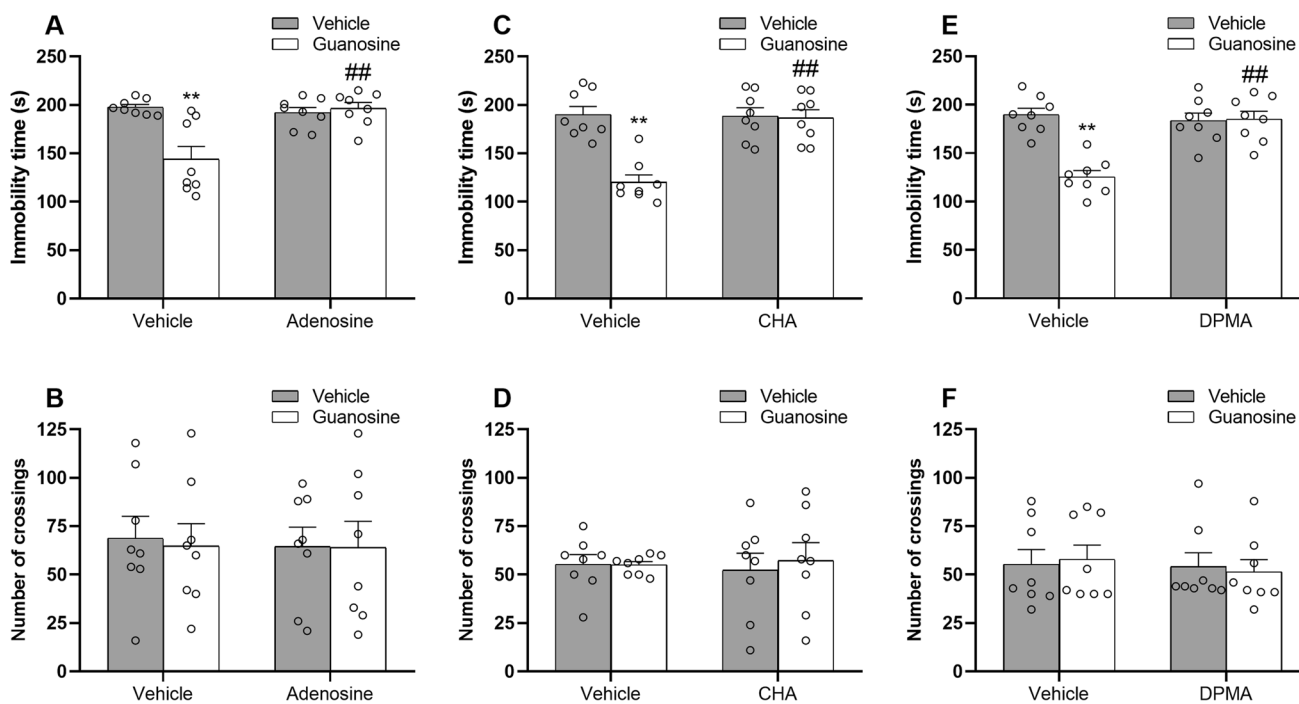 A
Vehicle
Guanosine
Immobility time (s)
250
200
150
100
50
0
**
##
Vehicle
Adenosine
C
Vehicle
Guanosine
Immobility time (s)
250
200
150
100
50
0
**
##
Vehicle
CHA
E
Vehicle
Guanosine
Immobility time (s)
250
200
150
100
50
0
**
##
Vehicle
DPMA
B
Vehicle
Guanosine
Number of crossings
125
100
75
50
25
0
Vehicle
Adenosine
D
Vehicle
Guanosine
Number of crossings
125
100
75
50
25
0
Vehicle
CHA
F
Vehicle
Guanosine
Number of crossings
125
100
75
50
25
0
Vehicle
DPMA